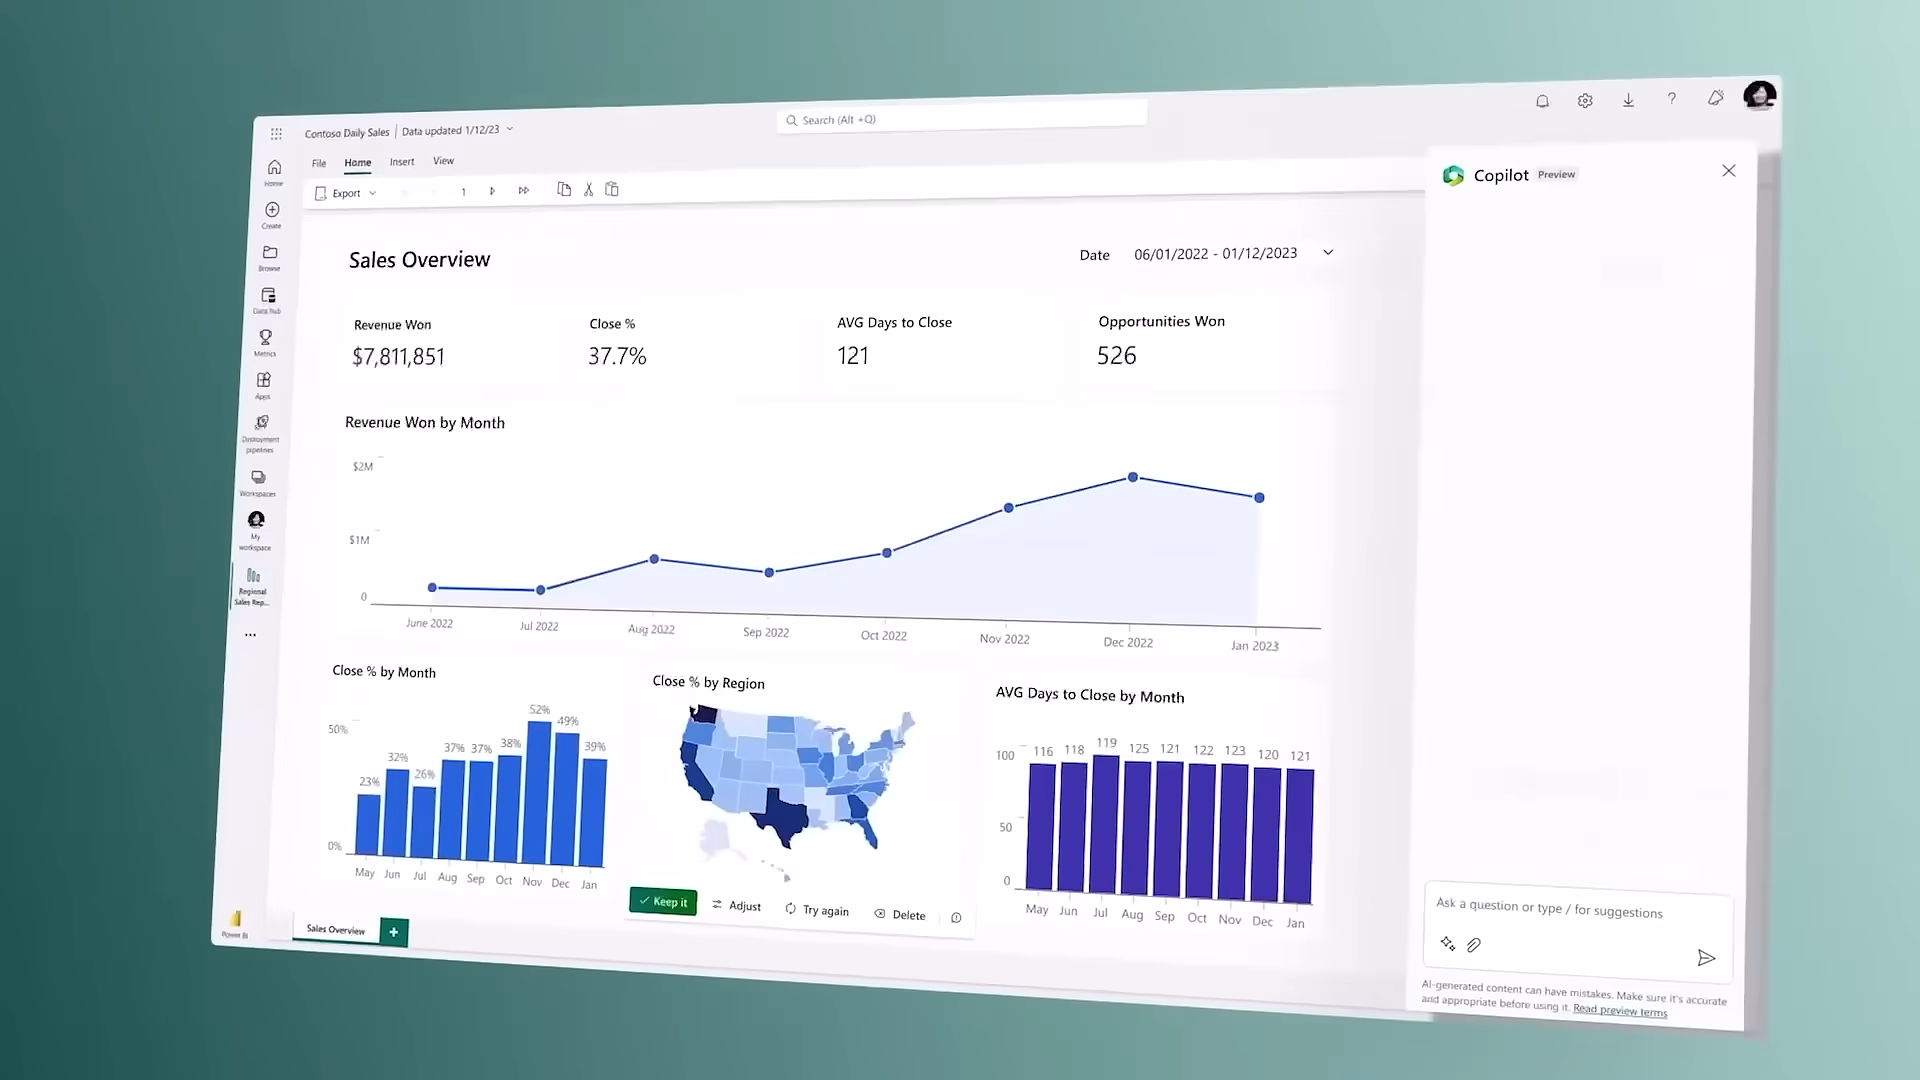 Contoso Daily Sales | Data updated 1/12/23
Search (Alt +Q)
File Home Insert View
Export
1
Home
Create
Browse
Data hub
Metrics
Apps
Deployment
pipelines
Workspaces
My
workspace
Regional
Sales Rep...
...
Power BI
Sales Overview
Date 06/01/2022 - 01/12/2023
Revenue Won
$7,811,851
Close %
37.7%
AVG Days to Close
121
Opportunities Won
526
Revenue Won by Month
$2M
$1M
0
June 2022 Jul 2022 Aug 2022 Sep 2022 Oct 2022 Nov 2022 Dec 2022 Jan 2023
Close % by Month
50%
0%
23% 32% 26% 37% 37% 38% 52% 49% 39%
May Jun Jul Aug Sep Oct Nov Dec Jan
Close % by Region
Keep it Adjust Try again Delete
AVG Days to Close by Month
100
50
0
116 118 119 125 121 122 123 120 121
May Jun Jul Aug Sep Oct Nov Dec Jan
Sales Overview +
Copilot Preview
Ask a question or type / for suggestions
AI-generated content can have mistakes. Make sure it's accurate
and appropriate before using it. Read preview terms